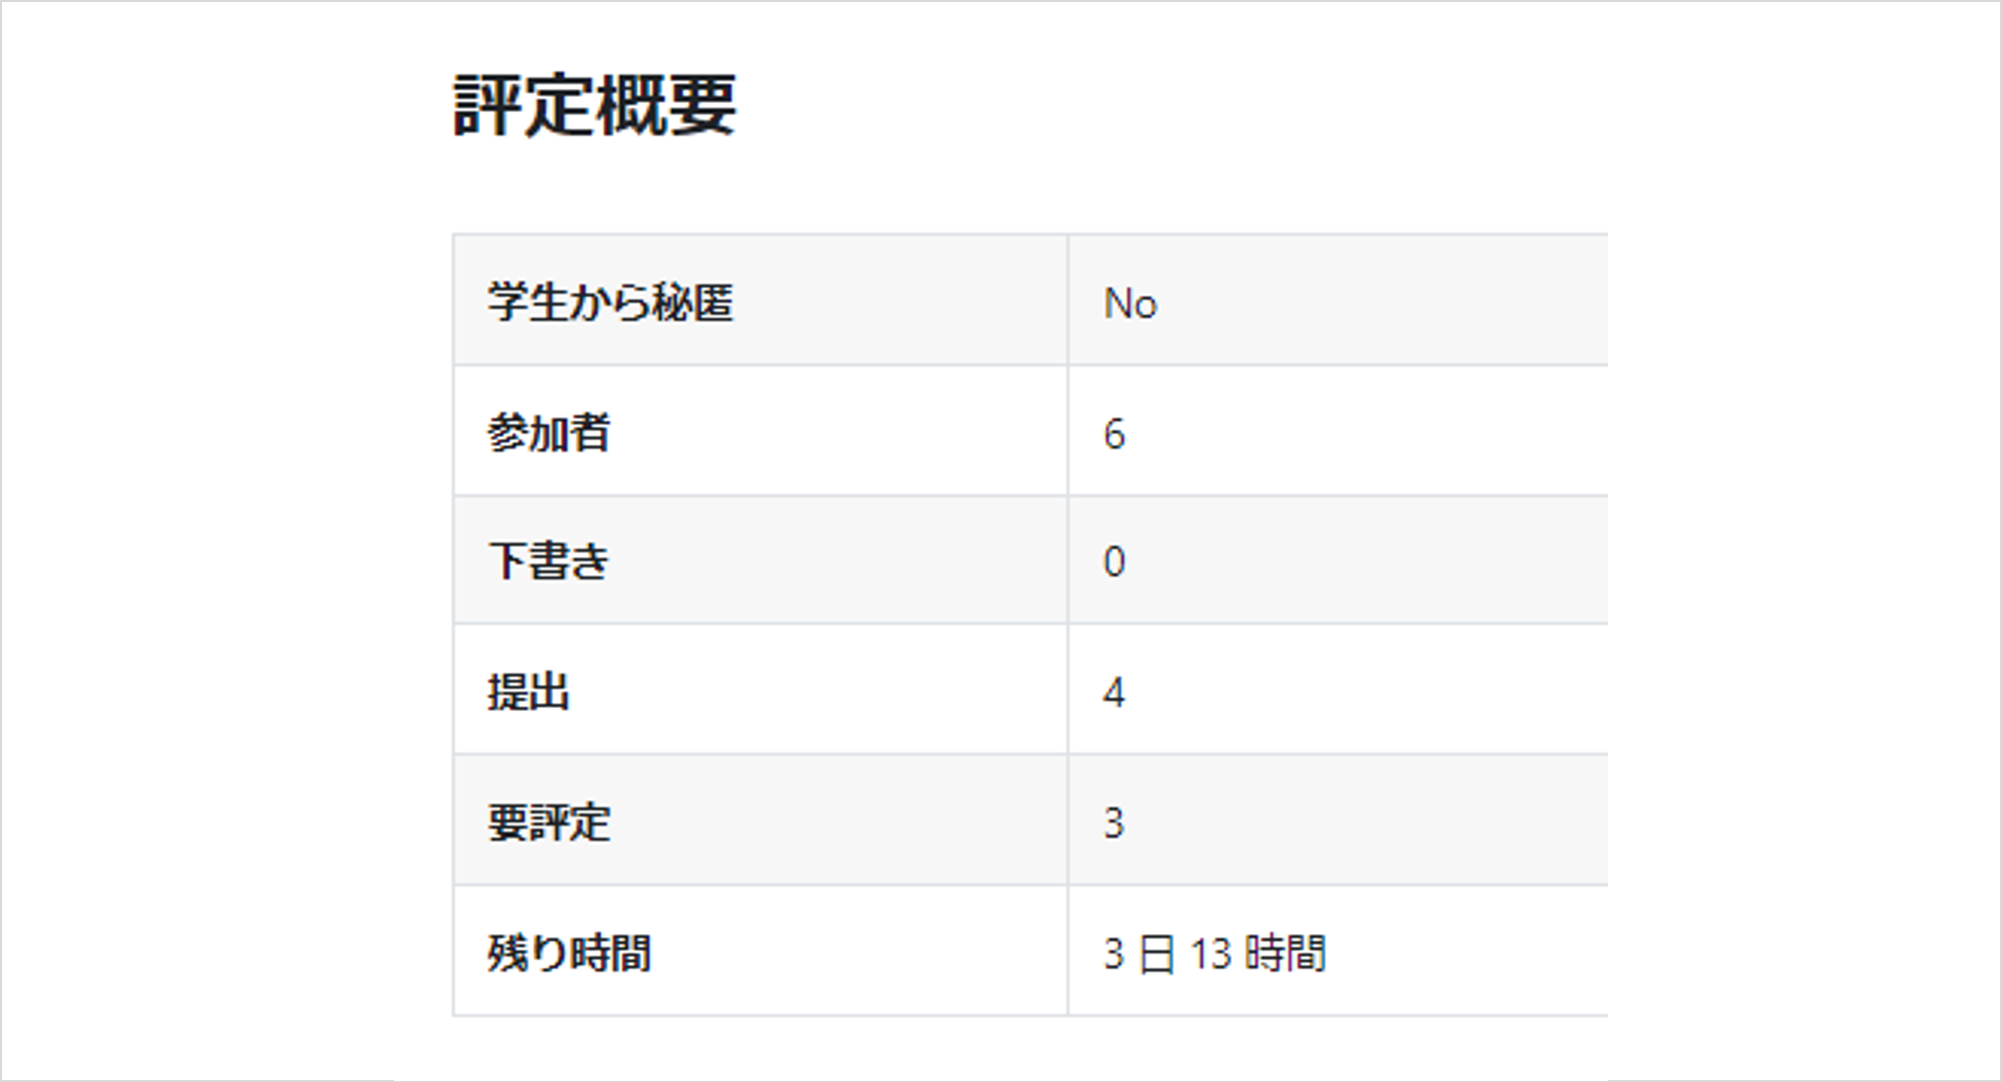 評定概要
学生から秘匿 No
参加者 6
下書き 0
提出 4
要評定 3
残り時間 3 日 13 時間